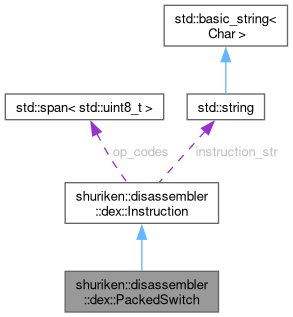 std::basic_string<
Char >
std::span< std::uint8_t >
std::string
op_codes
instruction_str
shuriken::disassembler
::dex::Instruction
shuriken::disassembler
::dex::PackedSwitch